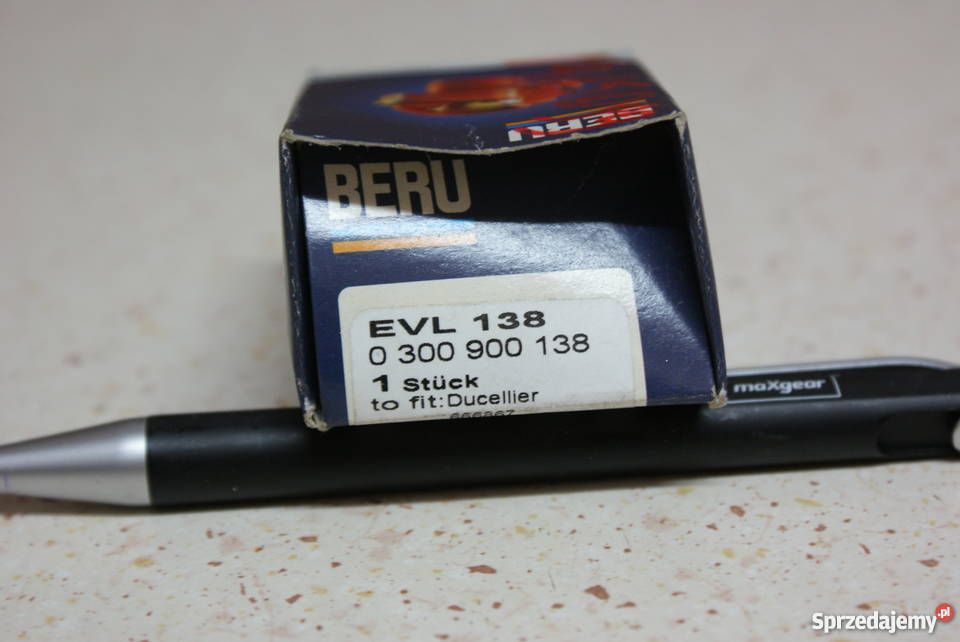 BERU
BERU
EVL 138
0 300 900 138
1 Stück
to fit: Ducellier
maXgear
Sprzedajemy.pl